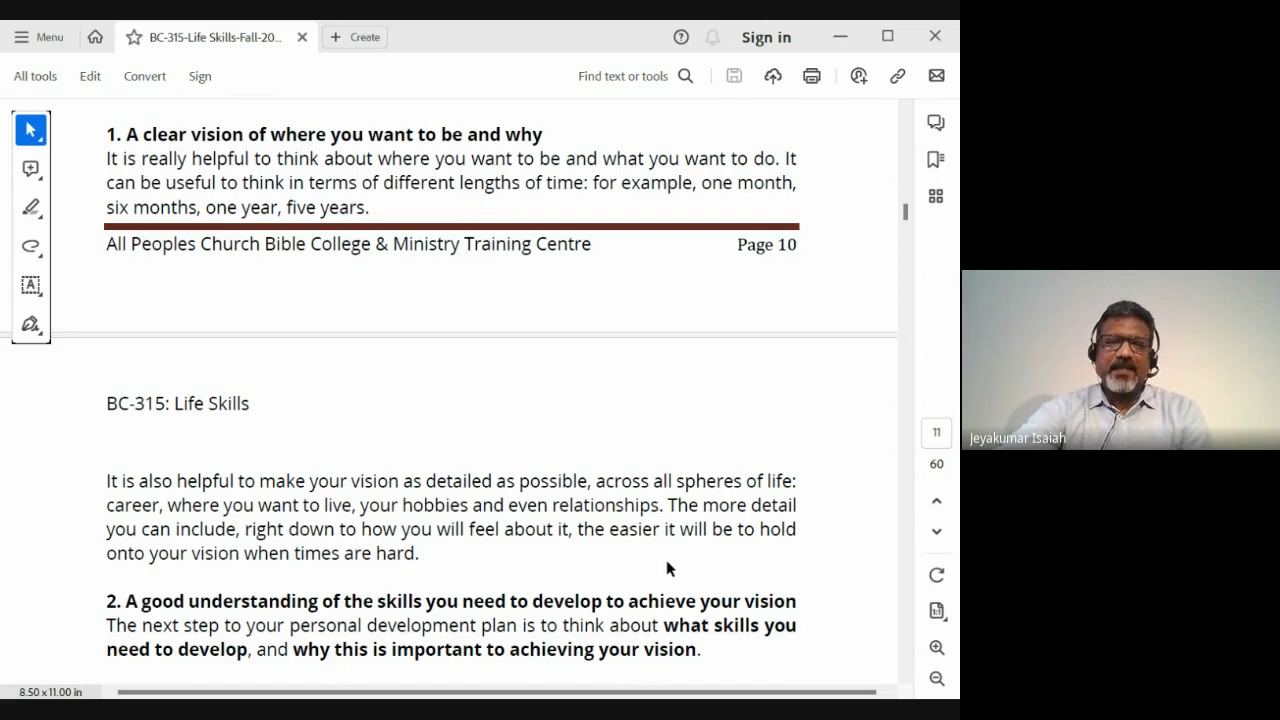 Menu
BC-315-Life Skills-Fall-20...
Create
Sign in
All tools
Edit
Convert
Sign
Find text or tools
1. A clear vision of where you want to be and why
It is really helpful to think about where you want to be and what you want to do. It
can be useful to think in terms of different lengths of time: for example, one month,
six months, one year, five years.
All Peoples Church Bible College & Ministry Training Centre Page 10
BC-315: Life Skills
It is also helpful to make your vision as detailed as possible, across all spheres of life:
career, where you want to live, your hobbies and even relationships. The more detail
you can include, right down to how you will feel about it, the easier it will be to hold
onto your vision when times are hard.
2. A good understanding of the skills you need to develop to achieve your vision
The next step to your personal development plan is to think about what skills you
need to develop, and why this is important to achieving your vision.
8.50 x 11.00 in
11
60
1:1
Jeyakumar Isaiah